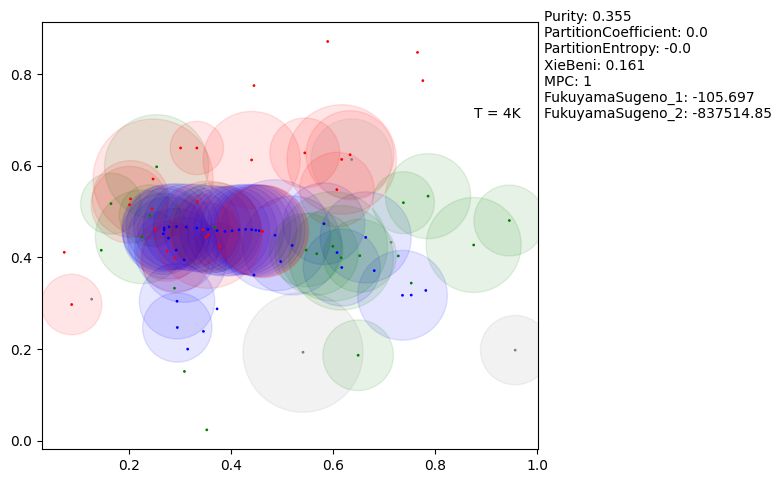 Purity: 0.355
PartitionCoefficient: 0.0
PartitionEntropy: -0.0
XieBeni: 0.161
MPC: 1
FukuyamaSugeno_1: -105.697
FukuyamaSugeno_2: -837514.85
T = 4K
0.8
0.6
0.4
0.2
0.0
0.2 0.4 0.6 0.8 1.0